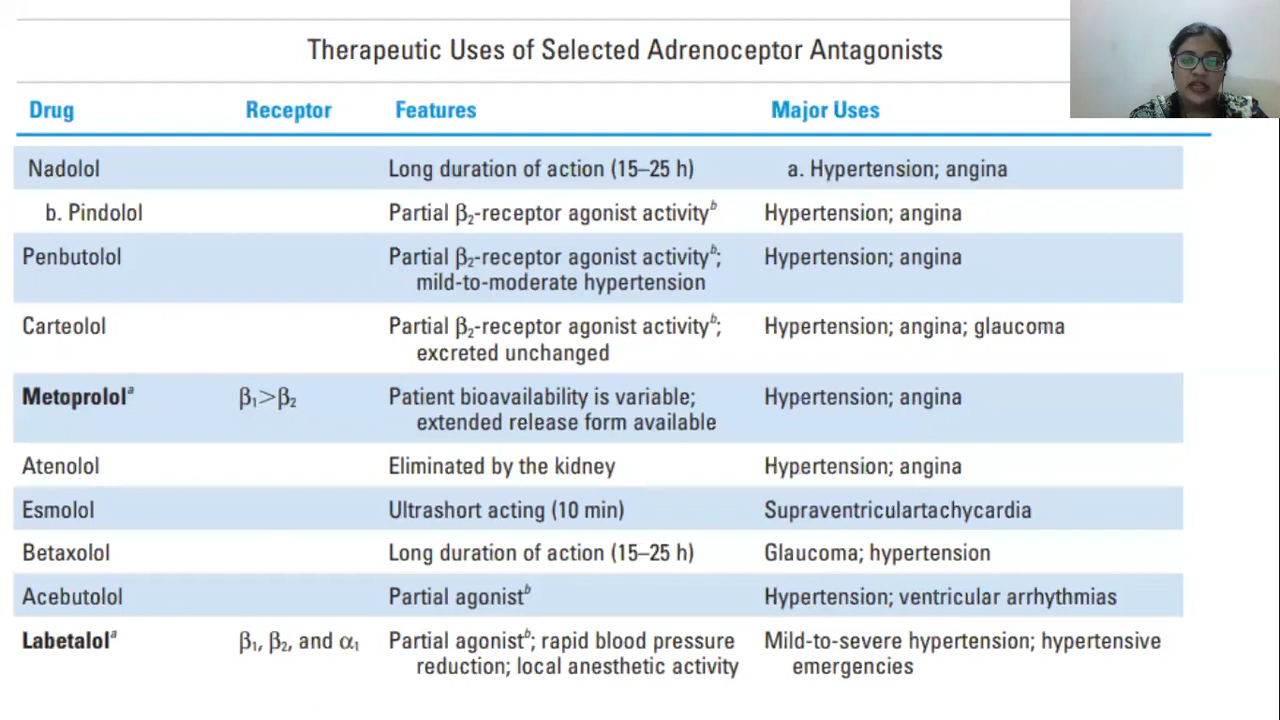 Therapeutic Uses of Selected Adrenoceptor Antagonists
Drug Receptor Features Major Uses
Nadolol Long duration of action (15–25 h) a. Hypertension; angina
b. Pindolol Partial β₂-receptor agonist activityᵇ Hypertension; angina
Penbutolol Partial β₂-receptor agonist activityᵇ; Hypertension; angina
mild-to-moderate hypertension
Carteolol Partial β₂-receptor agonist activityᵇ; Hypertension; angina; glaucoma
excreted unchanged
Metoprololᵃ β₁>β₂ Patient bioavailability is variable; Hypertension; angina
extended release form available
Atenolol Eliminated by the kidney Hypertension; angina
Esmolol Ultrashort acting (10 min) Supraventriculartachycardia
Betaxolol Long duration of action (15–25 h) Glaucoma; hypertension
Acebutolol Partial agonistᵇ Hypertension; ventricular arrhythmias
Labetalolᵃ β₁, β₂, and α₁ Partial agonistᵇ; rapid blood pressure Mild-to-severe hypertension; hypertensive
reduction; local anesthetic activity emergencies